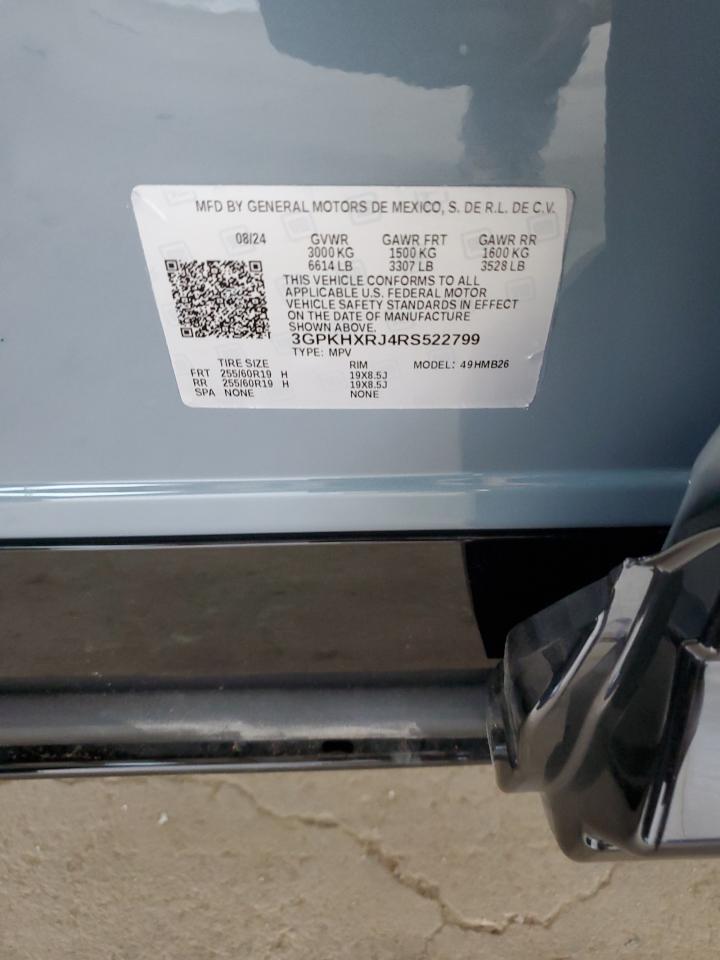 MFD BY GENERAL MOTORS DE MEXICO, S. DE R.L. DE C.V.
08/24 GVWR GAWR FRT GAWR RR
3000 KG 1500 KG 1600 KG
6614 LB 3307 LB 3528 LB
THIS VEHICLE CONFORMS TO ALL
APPLICABLE U.S. FEDERAL MOTOR
VEHICLE SAFETY STANDARDS IN EFFECT
ON THE DATE OF MANUFACTURE
SHOWN ABOVE.
3GPKHXRJ4RS522799
TYPE: MPV
TIRE SIZE RIM MODEL: 49HMB26
FRT 255/60R19 H 19X8.5J
RR 255/60R19 H 19X8.5J
SPA NONE NONE